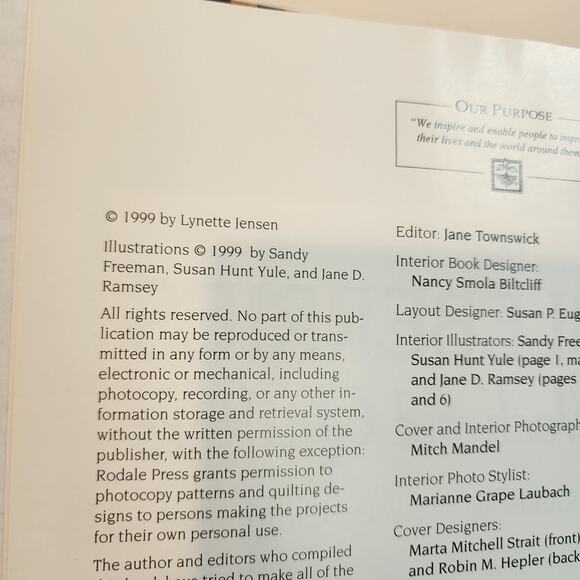 © 1999 by Lynette Jensen
Illustrations © 1999 by Sandy
Freeman, Susan Hunt Yule, and Jane D.
Ramsey
All rights reserved. No part of this pub-
lication may be reproduced or trans-
mitted in any form or by any means,
electronic or mechanical, including
photocopy, recording, or any other in-
formation storage and retrieval system,
without the written permission of the
publisher, with the following exception:
Rodale Press grants permission to
photocopy patterns and quilting de-
signs to persons making the projects
for their own personal use.
The author and editors who compiled
tried to make all of the
OUR PURPOSE
"We inspire and enable people to
their lives and the world around them
Editor: Jane Townswick
Interior Book Designer:
Nancy Smola Biltcliff
Layout Designer: Susan P. Eug
Interior Illustrators: Sandy Free
Susan Hunt Yule (page 1, ma
and Jane D. Ramsey (pages
and 6)
Cover and Interior Photograph
Mitch Mandel
Interior Photo Stylist:
Marianne Grape Laubach
Cover Designers:
Marta Mitchell Strait (front)
and Robin M. Hepler (back